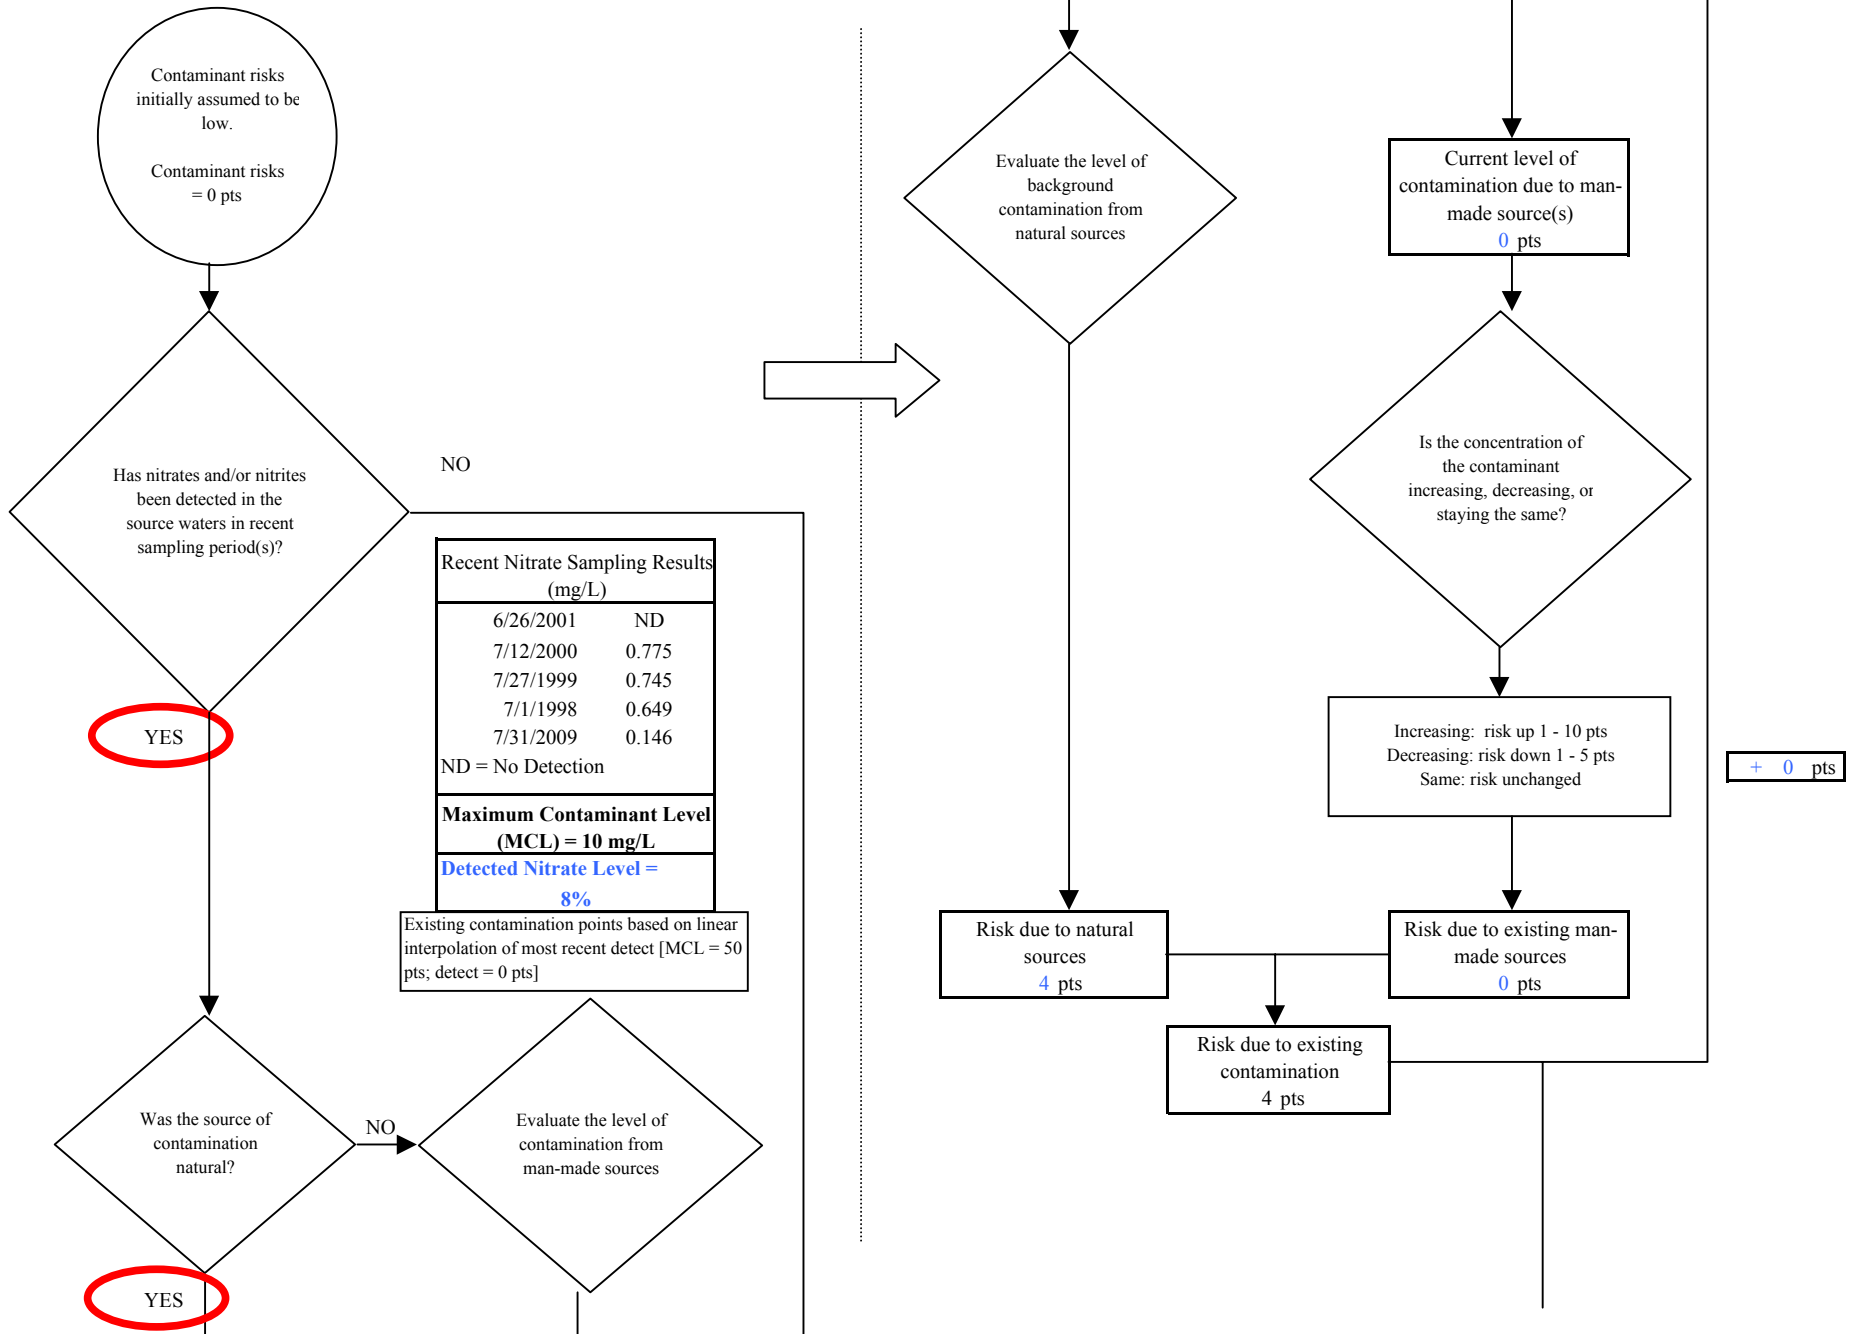 Contaminant risks
initially assumed to be
low.
Contaminant risks
= 0 pts
Has nitrates and/or nitrites
been detected in the
source waters in recent
sampling period(s)?
NO
YES
Recent Nitrate Sampling Results
(mg/L)
6/26/2001 ND
7/12/2000 0.775
7/27/1999 0.745
7/1/1998 0.649
7/31/2009 0.146
ND = No Detection
Maximum Contaminant Level
(MCL) = 10 mg/L
Detected Nitrate Level =
8%
Existing contamination points based on linear
interpolation of most recent detect [MCL = 50
pts; detect = 0 pts]
Was the source of
contamination
natural?
NO
YES
Evaluate the level of
contamination from
man-made sources
Evaluate the level of
background
contamination from
natural sources
Current level of
contamination due to man-
made source(s)
0 pts
Is the concentration of
the contaminant
increasing, decreasing, or
staying the same?
Increasing: risk up 1 - 10 pts
Decreasing: risk down 1 - 5 pts
Same: risk unchanged
+ 0 pts
Risk due to natural
sources
4 pts
Risk due to existing man-
made sources
0 pts
Risk due to existing
contamination
4 pts